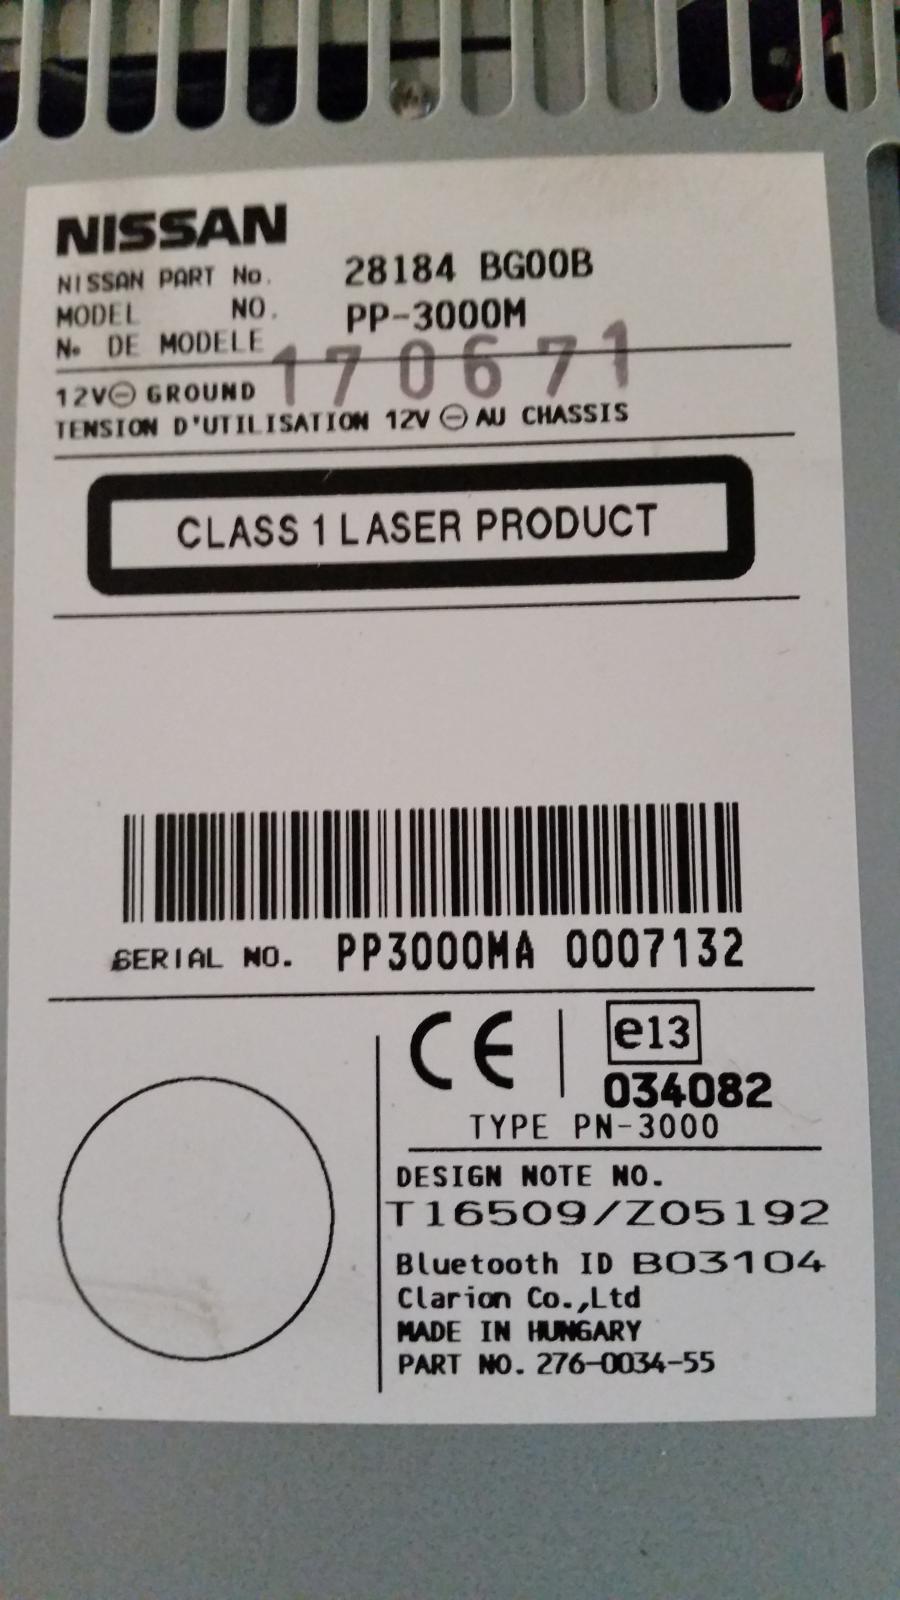 NISSAN
NISSAN PART No. 28184 BG00B
MODEL NO. PP-3000M
N° DE MODELE
170671
12V⊖ GROUND
TENSION D'UTILISATION 12V ⊖ AU CHASSIS
CLASS 1 LASER PRODUCT
SERIAL NO. PP3000MA 0007132
CE e13
034082
TYPE PN-3000
DESIGN NOTE NO.
T16509/Z05192
Bluetooth ID B03104
Clarion Co.,Ltd
MADE IN HUNGARY
PART NO. 276-0034-55